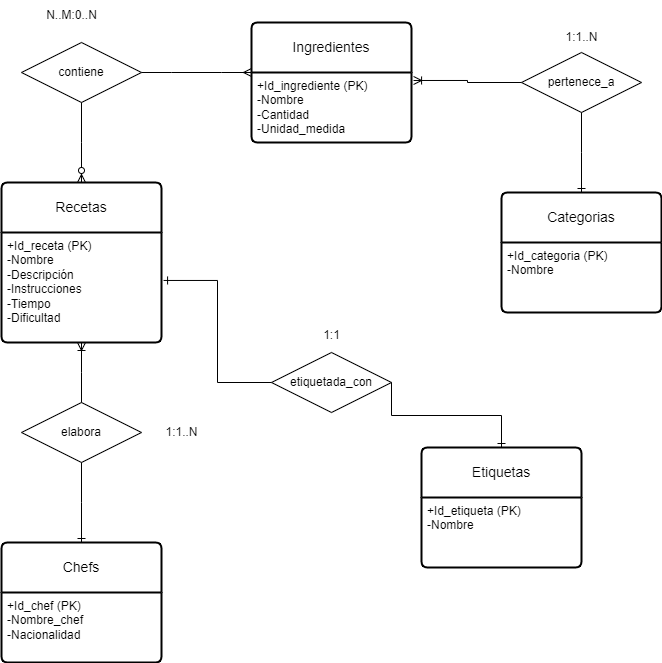 N..M:0..N
contiene
Ingredientes
+Id_ingrediente (PK)
-Nombre
-Cantidad
-Unidad_medida
1:1..N
pertenece_a
Recetas
+Id_receta (PK)
-Nombre
-Descripción
-Instrucciones
-Tiempo
-Dificultad
Categorias
+Id_categoria (PK)
-Nombre
1:1
etiquetada_con
elabora
1:1..N
Etiquetas
+Id_etiqueta (PK)
-Nombre
Chefs
+Id_chef (PK)
-Nombre_chef
-Nacionalidad